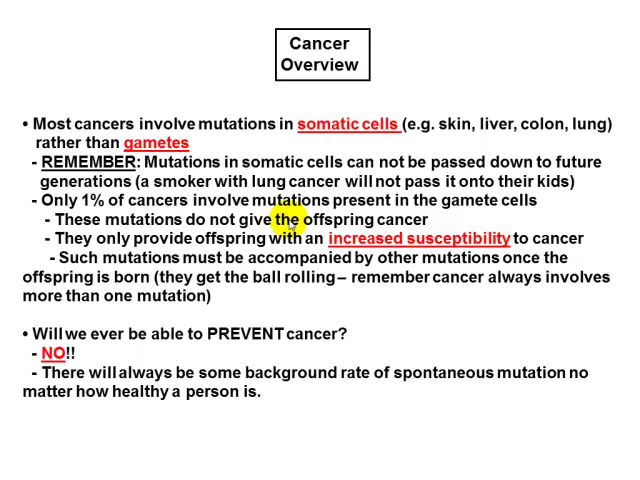 Cancer
Overview
• Most cancers involve mutations in somatic cells (e.g. skin, liver, colon, lung)
rather than gametes
- REMEMBER: Mutations in somatic cells can not be passed down to future
generations (a smoker with lung cancer will not pass it onto their kids)
- Only 1% of cancers involve mutations present in the gamete cells
- These mutations do not give the offspring cancer
- They only provide offspring with an increased susceptibility to cancer
- Such mutations must be accompanied by other mutations once the
offspring is born (they get the ball rolling – remember cancer always involves
more than one mutation)
• Will we ever be able to PREVENT cancer?
- NO!!
- There will always be some background rate of spontaneous mutation no
matter how healthy a person is.